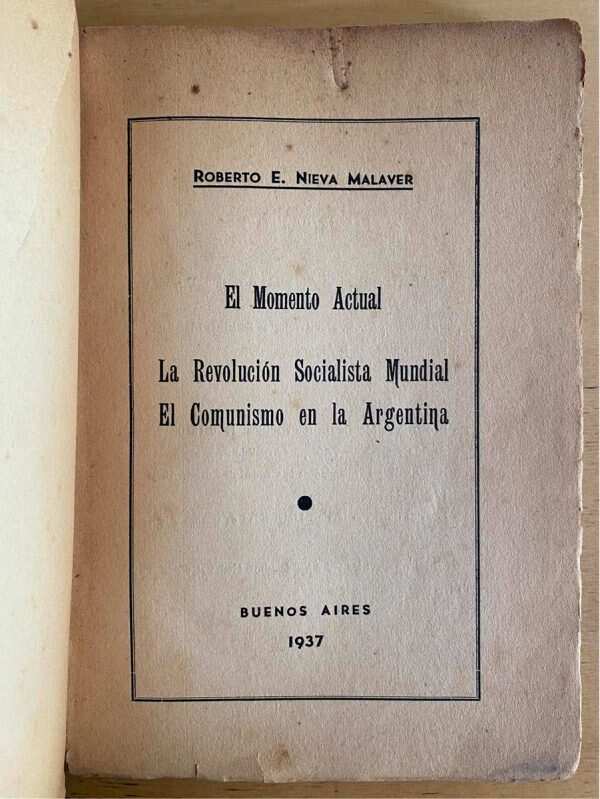 ROBERTO E. NIEVA MALAVER
El Momento Actual
La Revolución Socialista Mundial
El Comunismo en la Argentina
BUENOS AIRES
1937